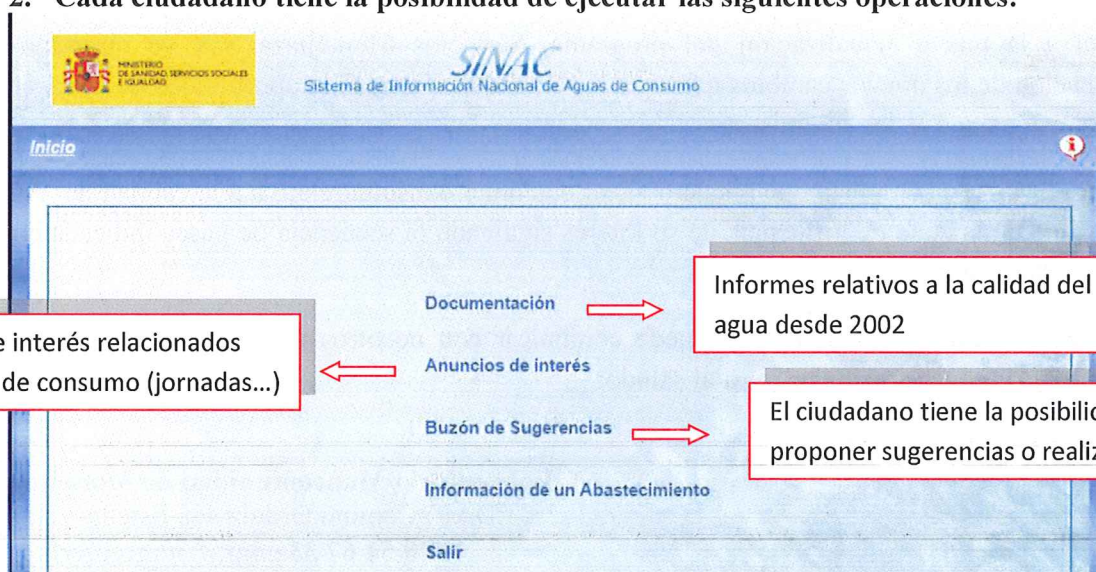 2. Cada ciudadano tiene la posibilidad de ejecutar las siguientes operaciones:
MINISTERIO
DE SANIDAD, SERVICIOS SOCIALES
E IGUALDAD
SINAC
Sistema de Información Nacional de Aguas de Consumo
Inicio
Documentación
Informes relativos a la calidad del
agua desde 2002
interés relacionados
de consumo (jornadas...)
Anuncios de interés
Buzón de Sugerencias
El ciudadano tiene la
proponer sugerencias o
Información de un Abastecimiento
Salir